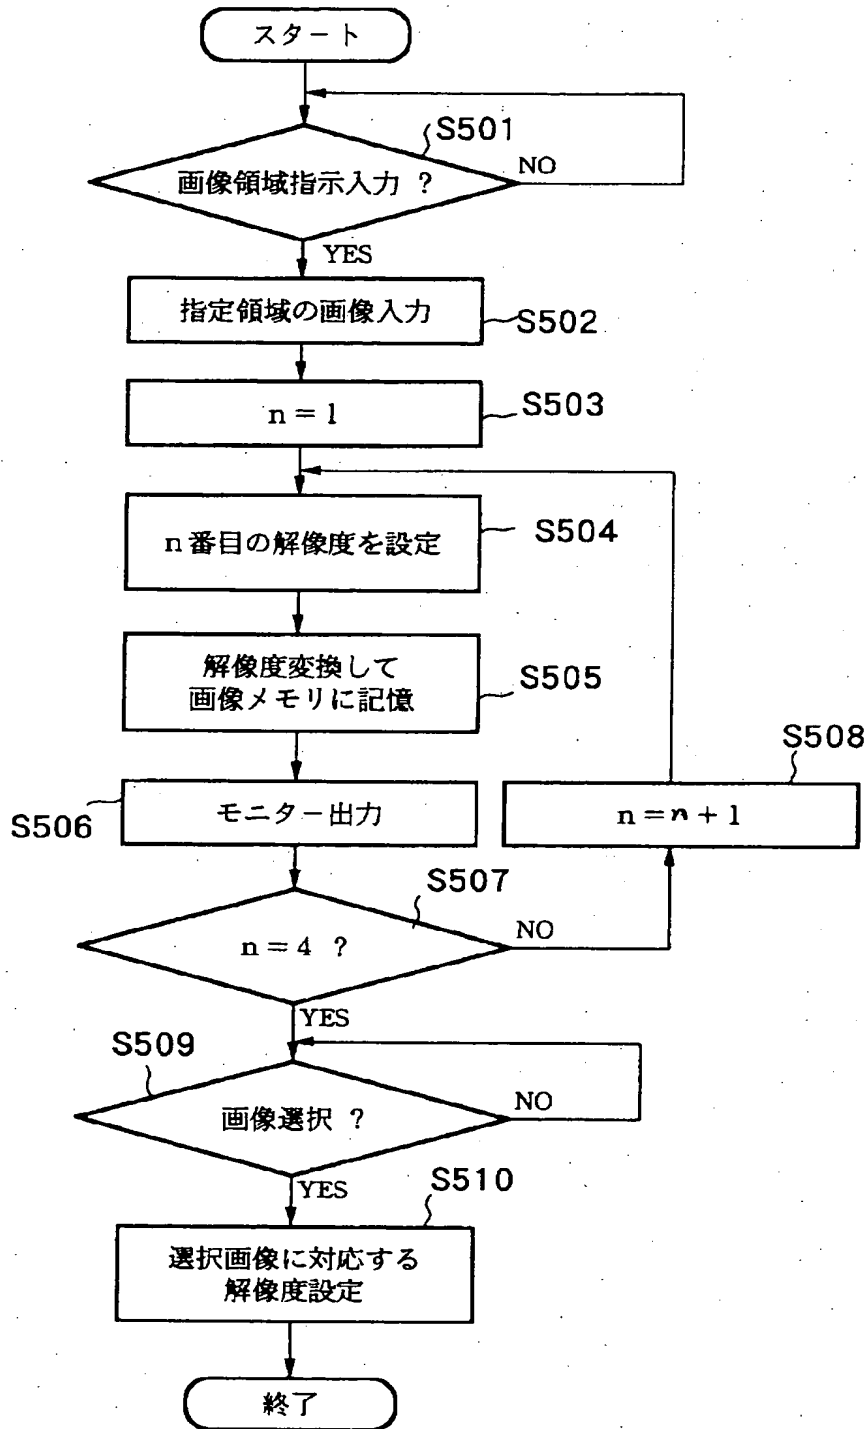 スタート
S501
画像領域指示入力 ?
NO
YES
指定領域の画像入力
S502
n = 1
S503
n番目の解像度を設定
S504
解像度変換して
画像メモリに記憶
S505
S508
モニター出力
S506
n = n + 1
S507
n = 4 ?
NO
YES
S509
画像選択 ?
NO
YES
S510
選択画像に対応する
解像度設定
終了